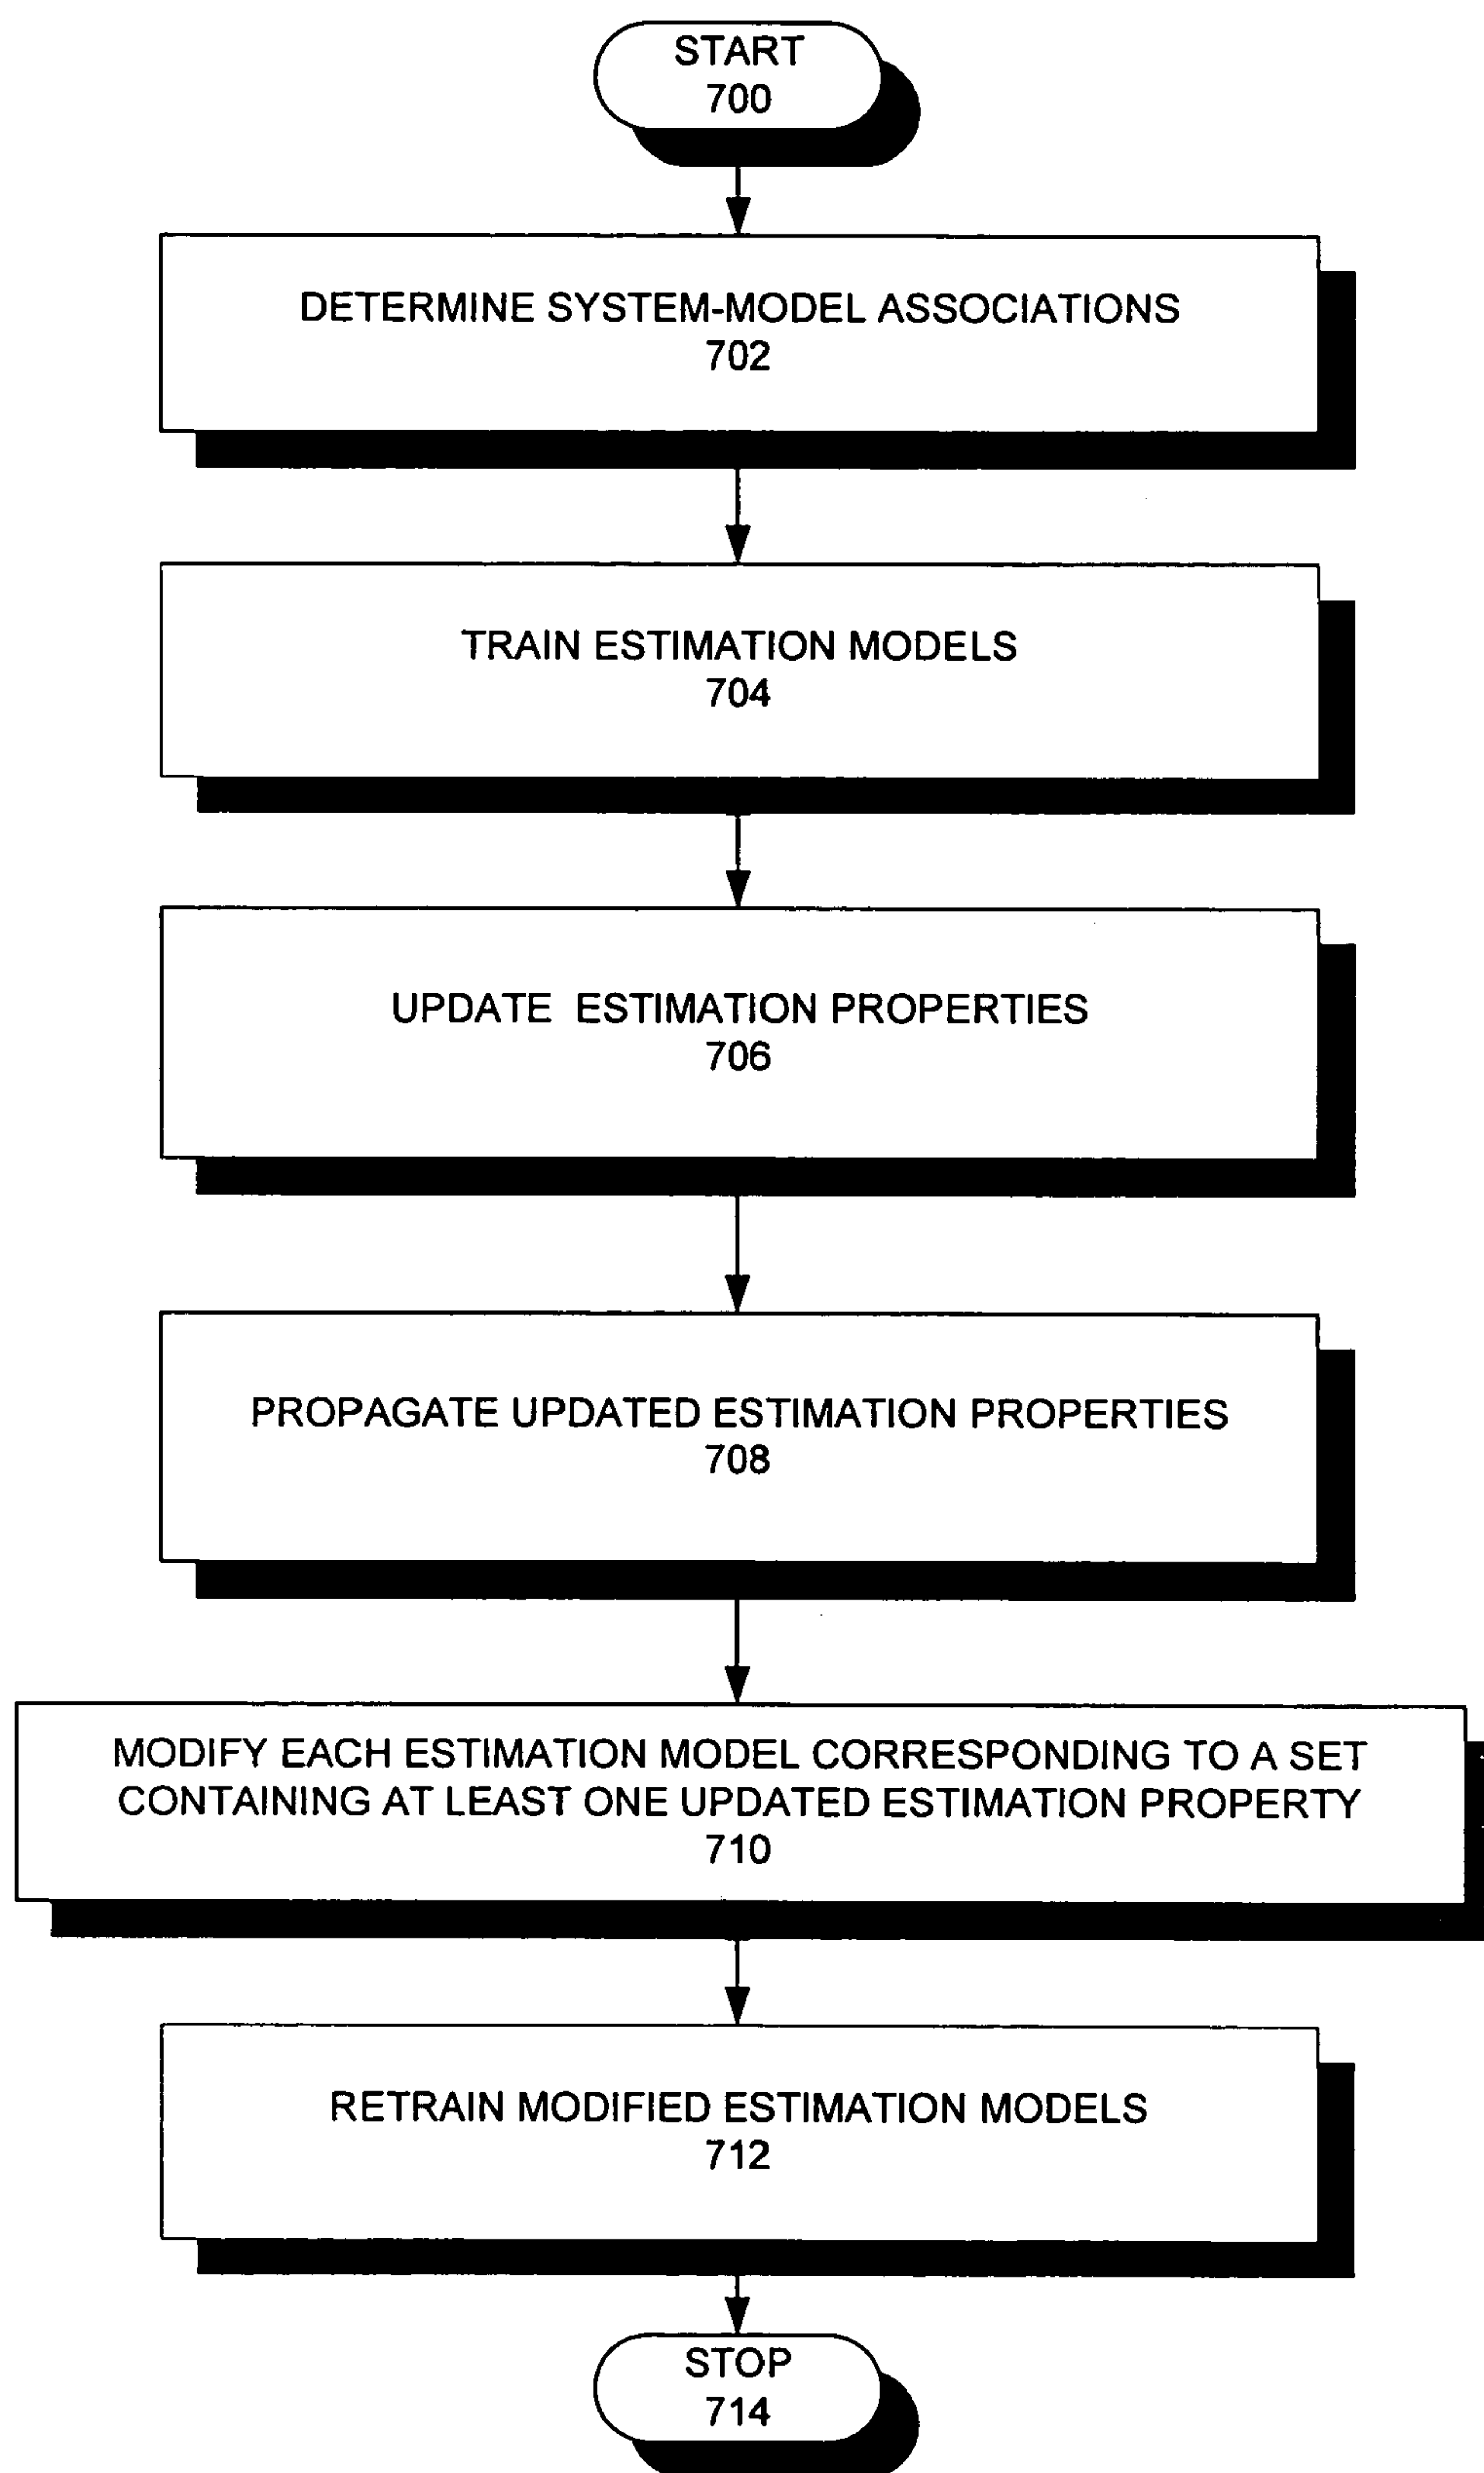 START
700
DETERMINE SYSTEM-MODEL ASSOCIATIONS
702
TRAIN ESTIMATION MODELS
704
UPDATE ESTIMATION PROPERTIES
706
PROPAGATE UPDATED ESTIMATION PROPERTIES
708
MODIFY EACH ESTIMATION MODEL CORRESPONDING TO A SET
CONTAINING AT LEAST ONE UPDATED ESTIMATION PROPERTY
710
RETRAIN MODIFIED ESTIMATION MODELS
712
STOP
714